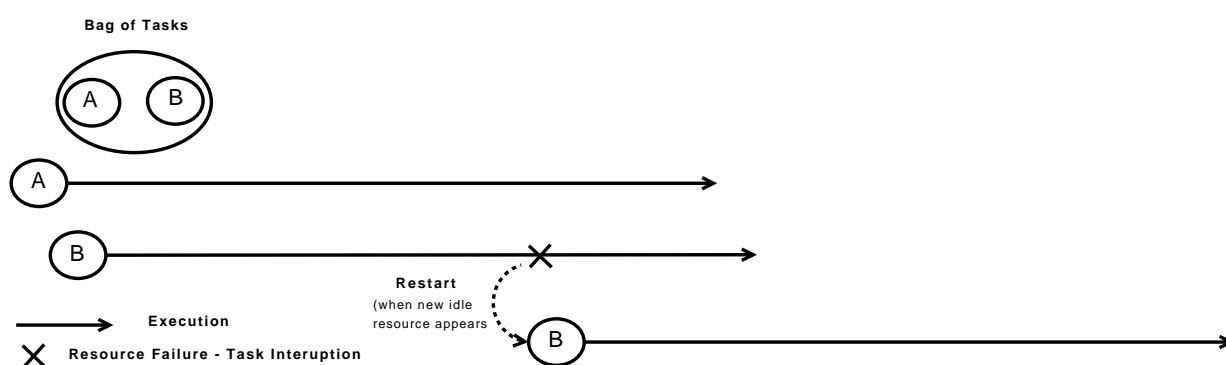 Bag of Tasks
A B
A
B
Restart
(when new idle
resource appears
B
Execution
Resource Failure - Task Interuption